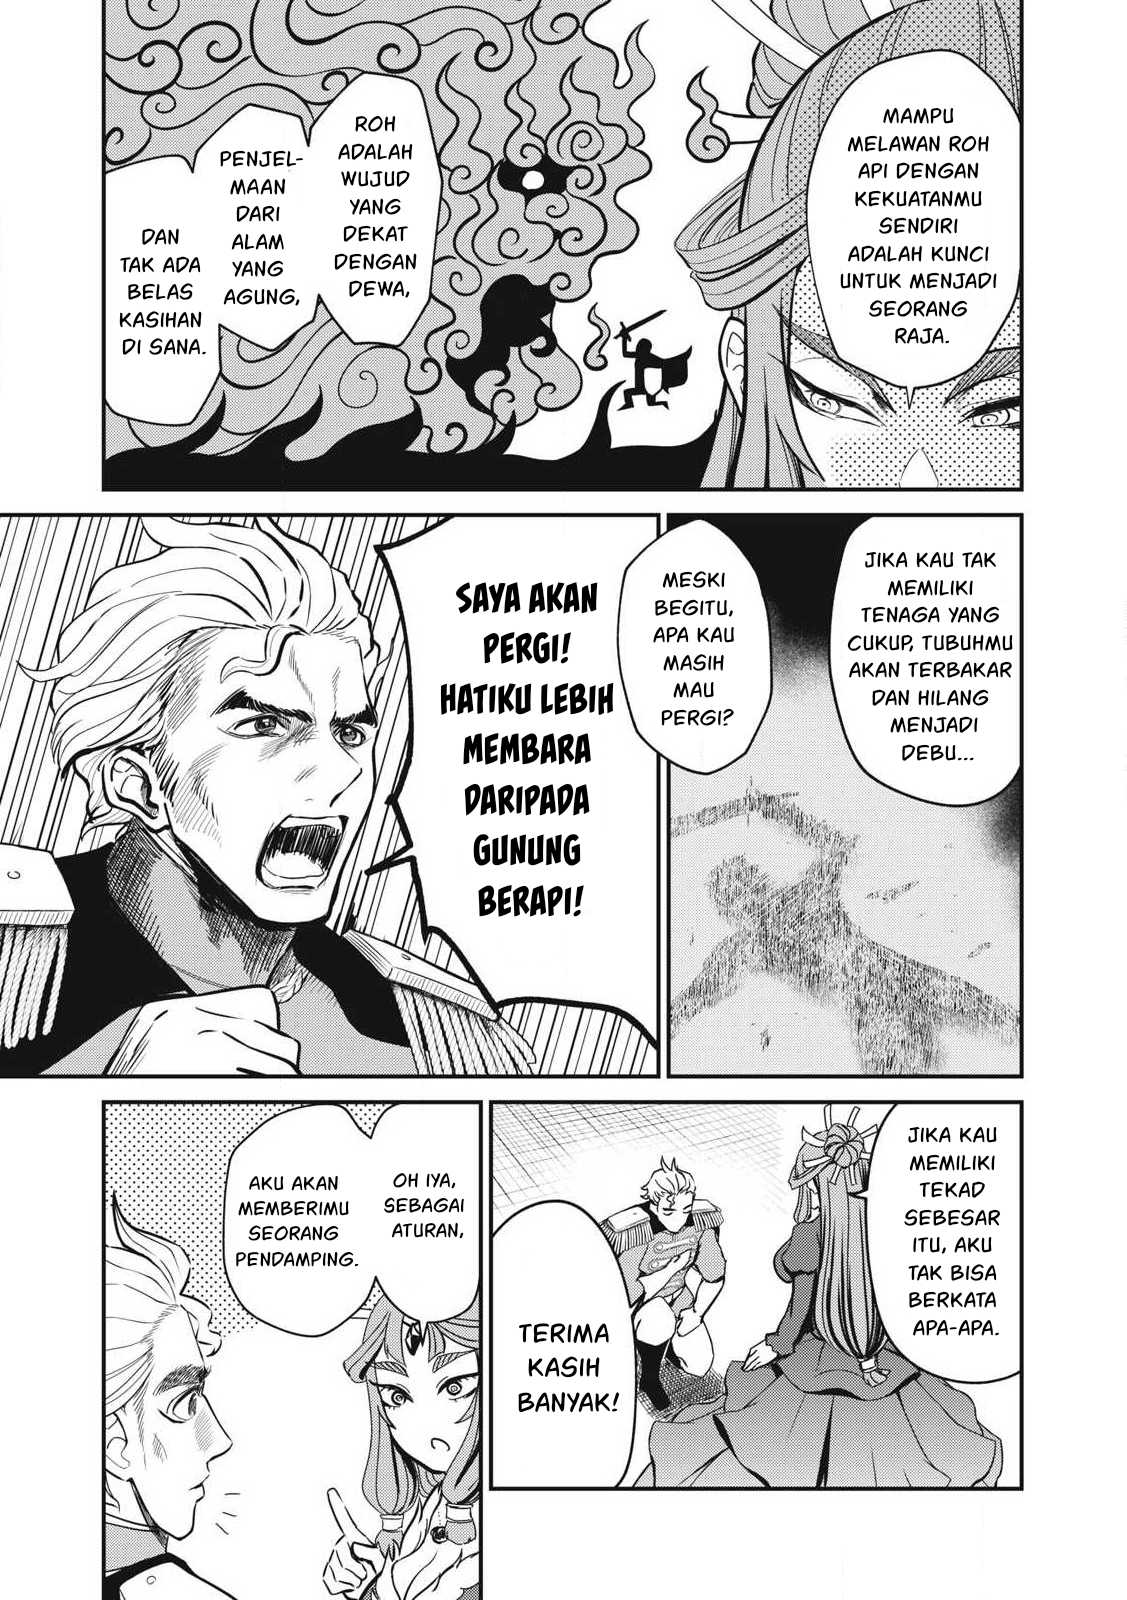 MAMPU
MELAWAN ROH
API DENGAN
KEKUATANMU
SENDIRI
ADALAH KUNCI
UNTUK MENJADI
SEORANG
RAJA.
ROH
ADALAH
WUJUD
YANG
DEKAT
DENGAN
DEWA,
PENJEL-
MAAN
DARI
ALAM
YANG
AGUNG,
DAN
TAK ADA
BELAS
KASIHAN
DI SANA.
JIKA KAU TAK
MEMILIKI
TENAGA YANG
CUKUP, TUBUHMU
AKAN TERBAKAR
DAN HILANG
MENJADI
DEBU...
MESKI
BEGITU,
APA KAU
MASIH
MAU
PERGI?
SAYA AKAN
PERGI!
HATIKU LEBIH
MEMBARA
DARIPADA
GUNUNG
BERAPI!
JIKA KAU
MEMILIKI
TEKAD
SEBESAR
ITU, AKU
TAK BISA
BERKATA
APA-APA.
TERIMA
KASIH
BANYAK!
OH IYA,
SEBAGAI
ATURAN,
AKU AKAN
MEMBERIMU
SEORANG
PENDAMPING.